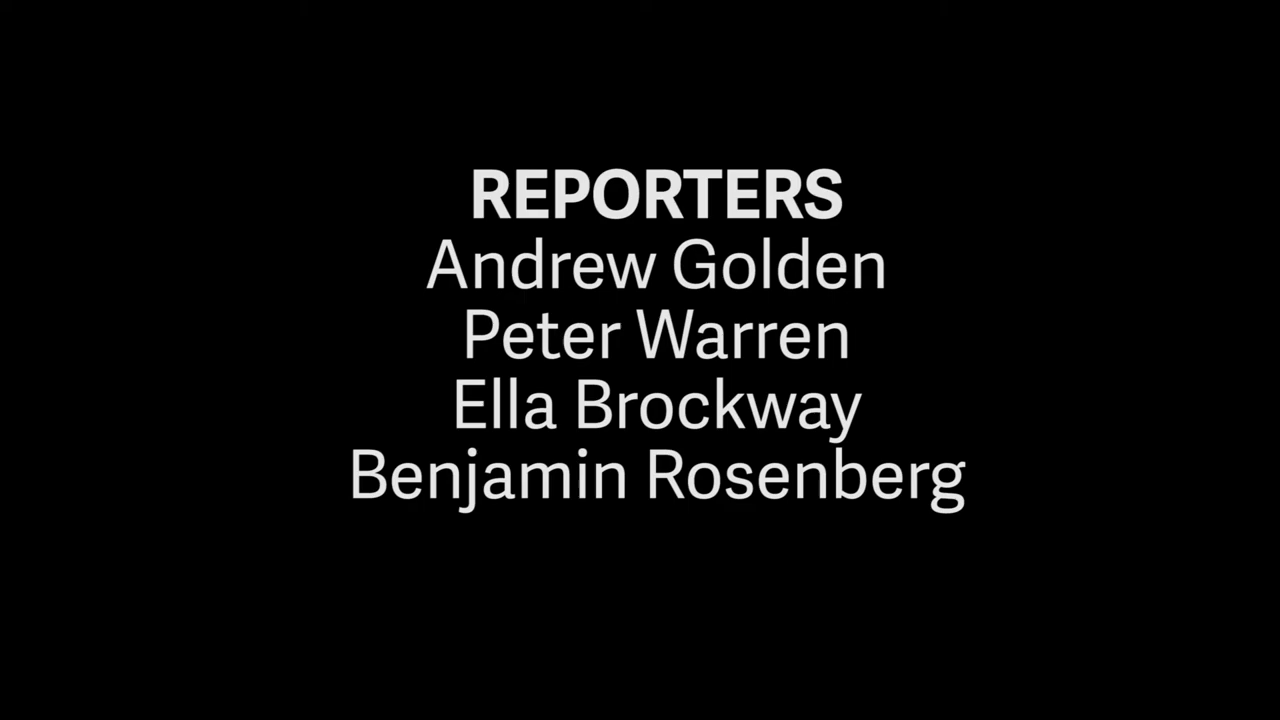 REPORTERS
Andrew Golden
Peter Warren
Ella Brockway
Benjamin Rosenberg